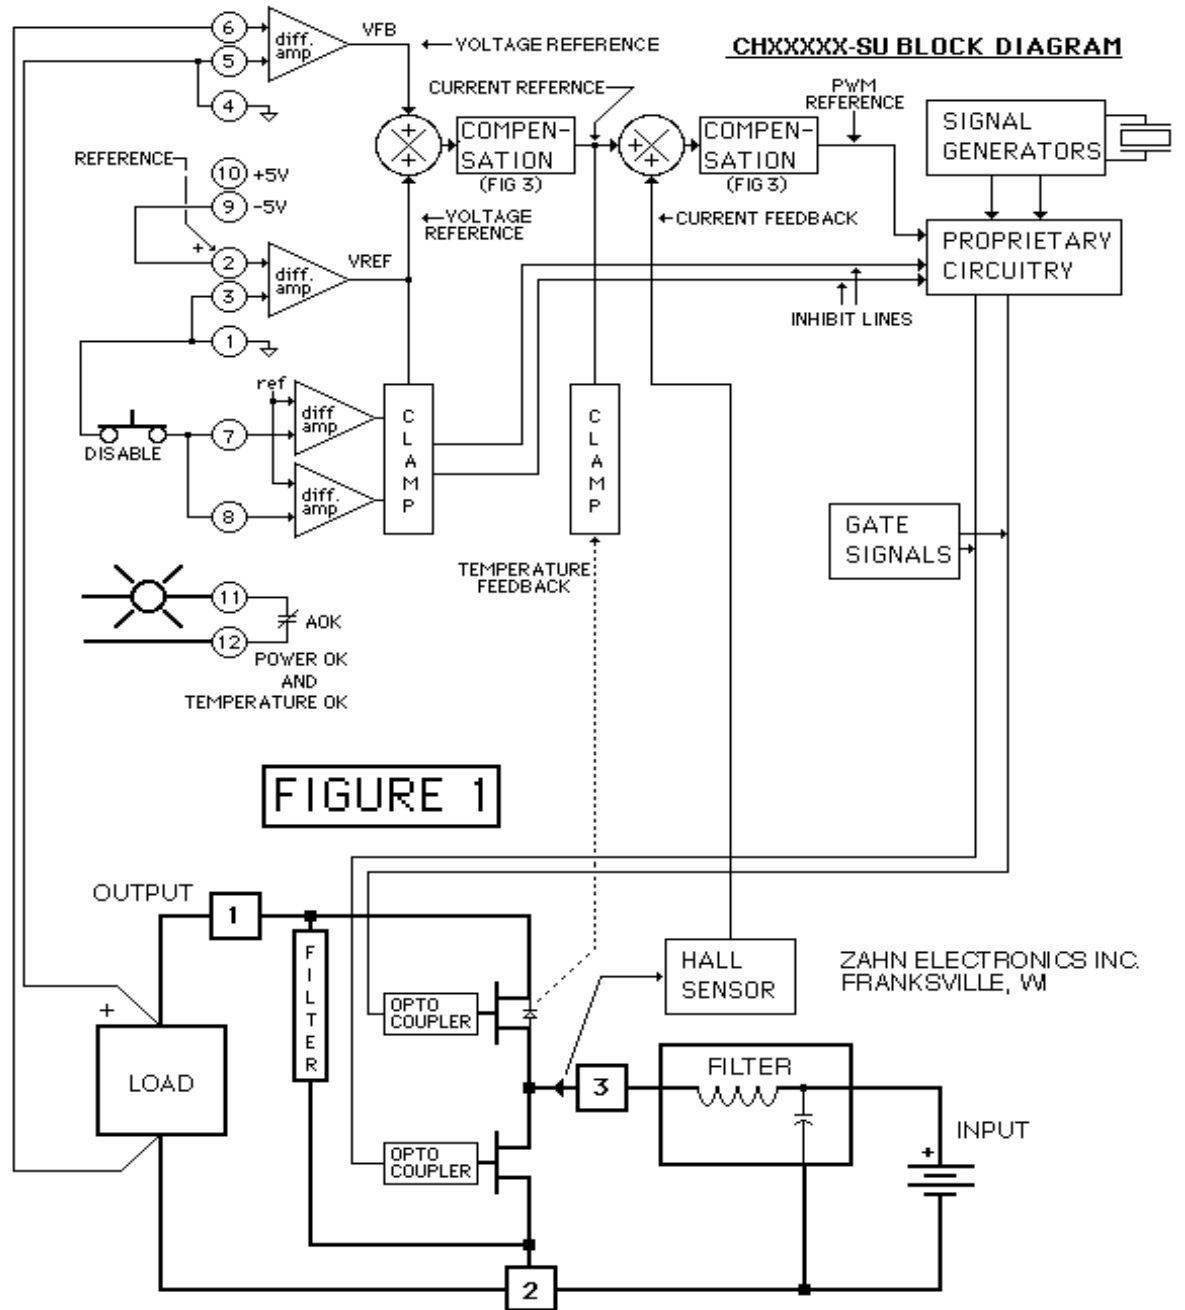 CHXXXXX-SU BLOCK DIAGRAM
6
5
4
diff.
amp
VFB
VOLTAGE REFERENCE
CURRENT REFERNCE
PWM
REFERENCE
SIGNAL
GENERATORS
+
+
COMPEN-
SATION
(FIG 3)
+
+
COMPEN-
SATION
(FIG 3)
REFERENCE
10 +5V
9 -5V
+
2
3
1
diff.
amp
VREF
VOLTAGE
REFERENCE
CURRENT FEEDBACK
PROPRIETARY
CIRCUITRY
INHIBIT LINES
ref
diff
amp
7
DISABLE
diff.
amp
8
CLAMP
CLAMP
GATE
SIGNALS
TEMPERATURE
FEEDBACK
11
12
AOK
POWER OK
AND
TEMPERATURE OK
FIGURE 1
OUTPUT
1
FILTER
HALL
SENSOR
ZAHN ELECTRONICS INC.
FRANKSVILLE, WI
OPTO
COUPLER
+
LOAD
3
FILTER
OPTO
COUPLER
INPUT
+
2